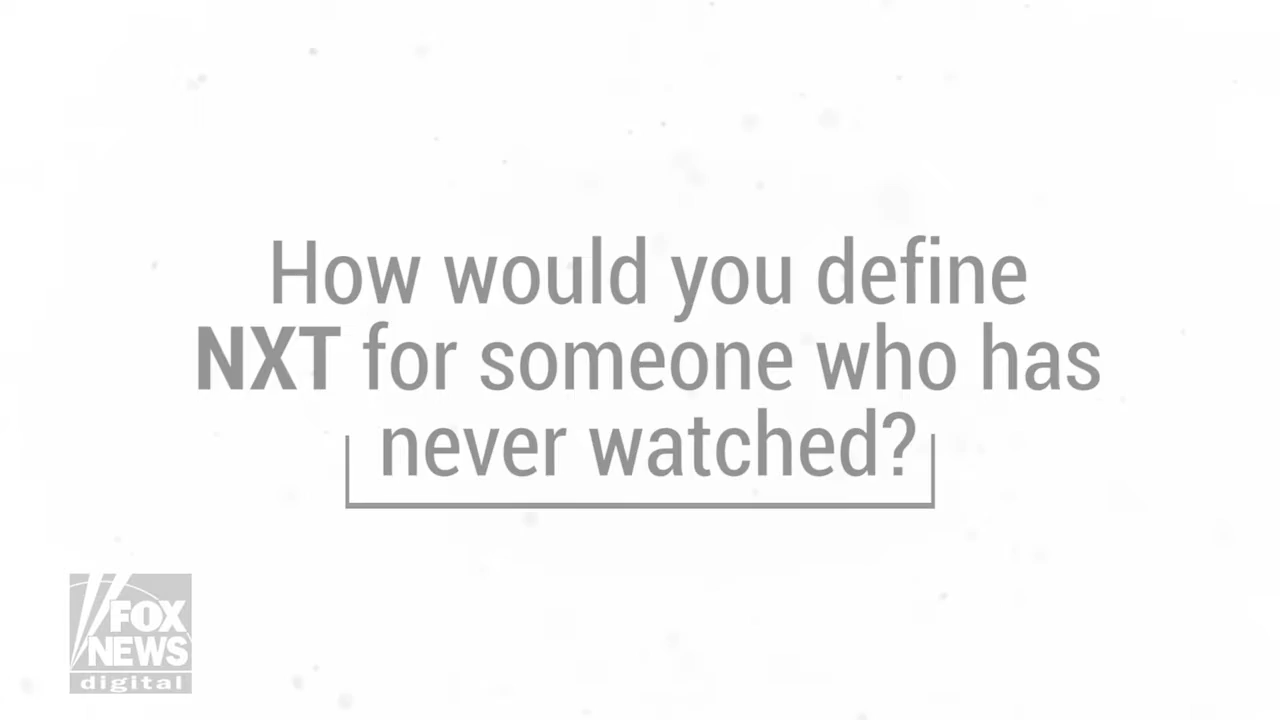 How would you define
NXT for someone who has
never watched?
FOX
NEWS
digital